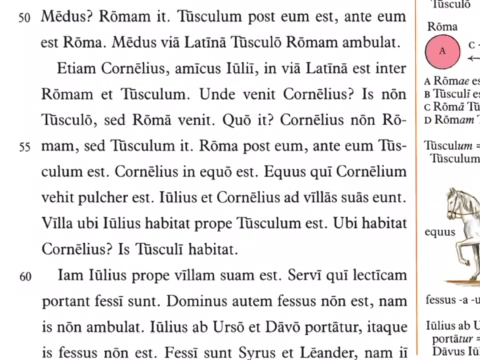 50 Mēdus? Rōmam it. Tūsculum post eum est, ante eum
est Rōma. Mēdus viā Latīnā Tūsculō Rōmam ambulat.
Etiam Cornēlius, amīcus Iūliī, in viā Latīnā est inter
Rōmam et Tūsculum. Unde venit Cornēlius? Is nōn
Tūsculō, sed Rōmā venit. Quō it? Cornēlius nōn Rō-
55 mam, sed Tūsculum it. Rōma post eum, ante eum Tūs-
culum est. Cornēlius in equō est. Equus quī Cornēlium
vehit pulcher est. Iūlius et Cornēlius ad vīllās suās eunt.
Vīlla ubi Iūlius habitat prope Tūsculum est. Ubi habitat
Cornēlius? Is Tūsculī habitat.
60 Iam Iūlius prope vīllam suam est. Servī quī lectīcam
portant fessī sunt. Dominus autem fessus nōn est, nam
is nōn ambulat. Iūlius ab Ursō et Dāvō portātur, itaque
is fessus nōn est. Fessī sunt Syrus et Lēander, nam iī
Tūsculō
Rōma
A
C
A Rōmae
B Tūsculī
C Rōmā
D Rōmam
Tūsculum =
Tūsculum
equus
fessus -a
Iūlius ab
portātur =
Dāvus